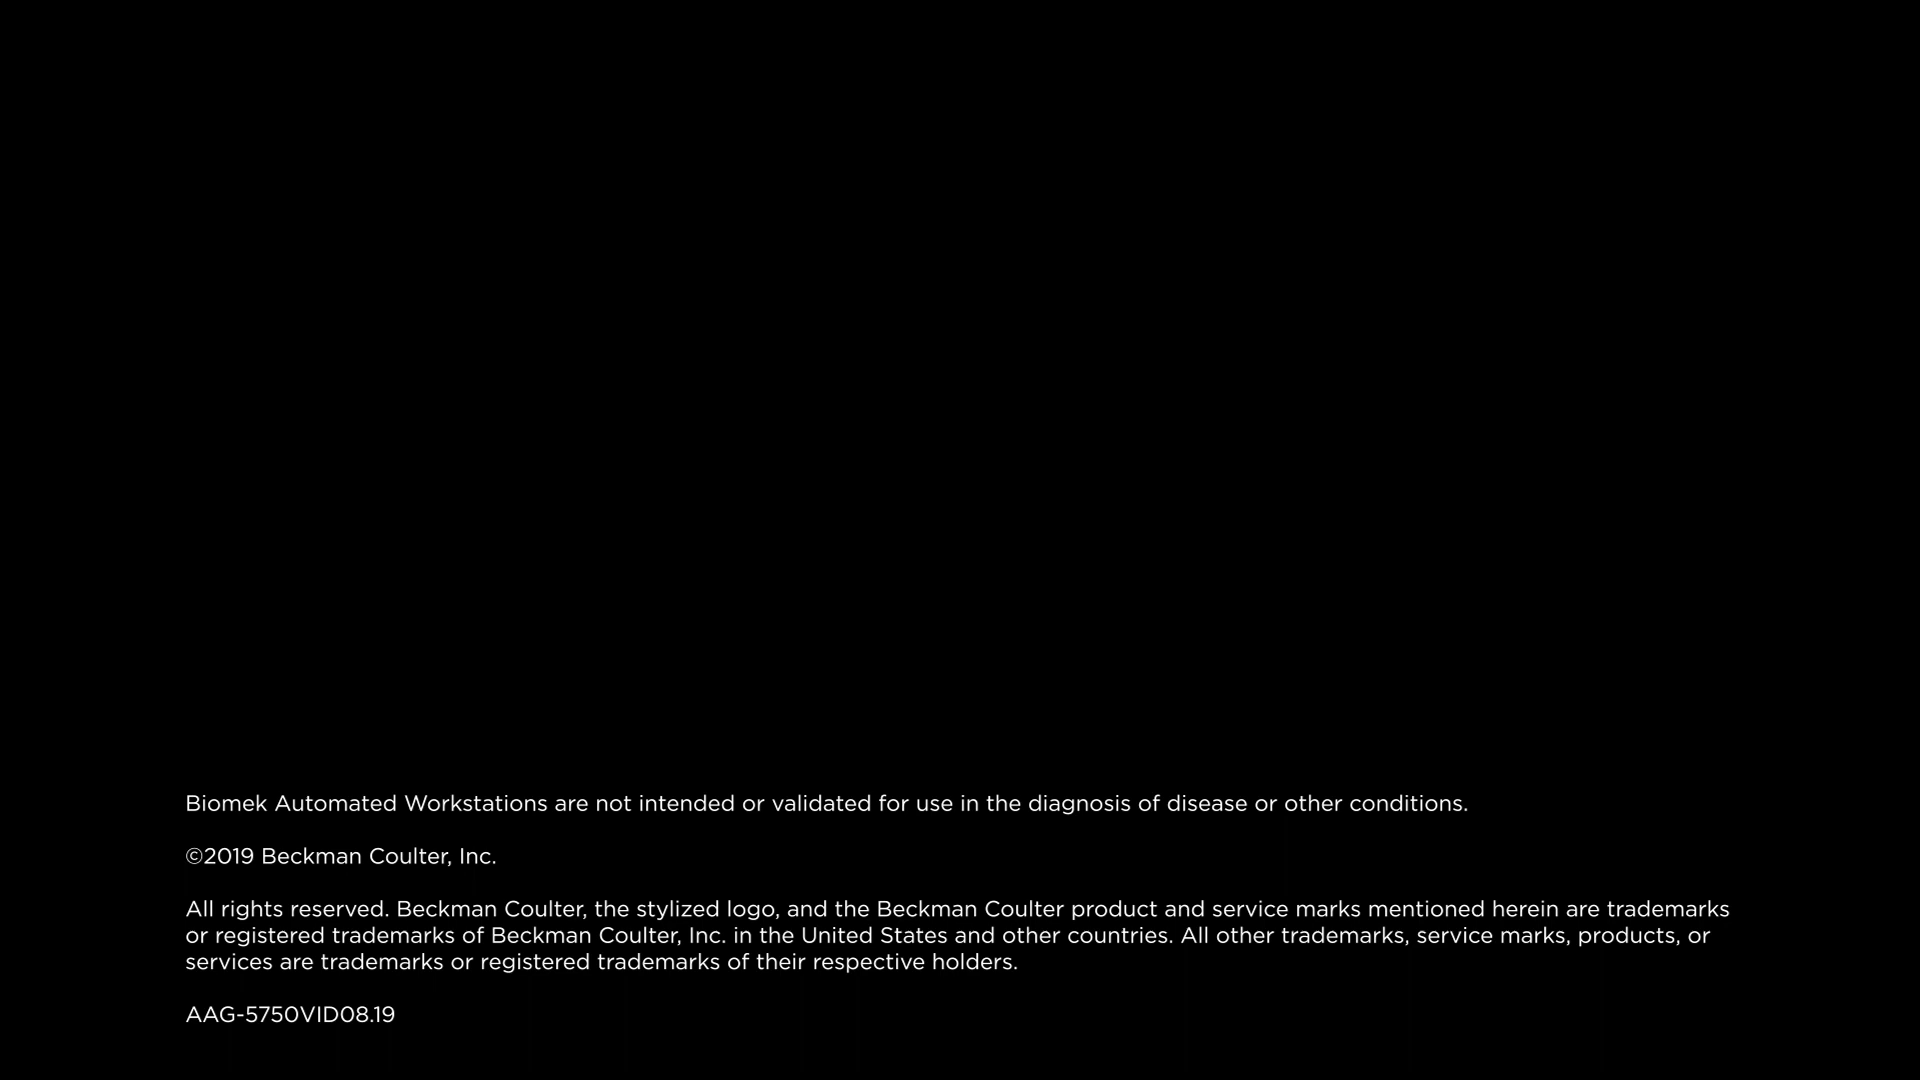 Biomek Automated Workstations are not intended or validated for use in the diagnosis of disease or other conditions.
©2019 Beckman Coulter, Inc.
All rights reserved. Beckman Coulter, the stylized logo, and the Beckman Coulter product and service marks mentioned herein are trademarks
or registered trademarks of Beckman Coulter, Inc. in the United States and other countries. All other trademarks, service marks, products, or
services are trademarks or registered trademarks of their respective holders.
AAG-5750VID08.19